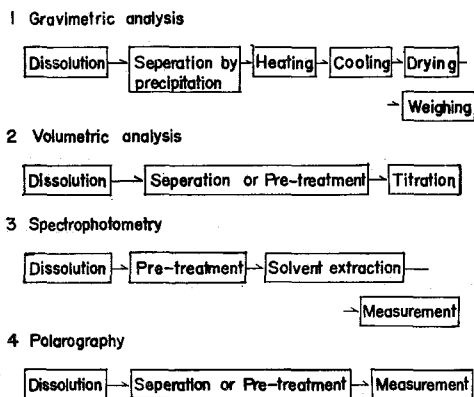 1 Gravimetric analysis
Dissolution Seperation by precipitation Heating Cooling Drying
Weighing
2 Volumetric analysis
Dissolution Seperation or Pre-treatment Titration
3 Spectrophotometry
Dissolution Pre-treatment Solvent extraction
Measurement
4 Polarography
Dissolution Seperation or Pre-treatment Measurement